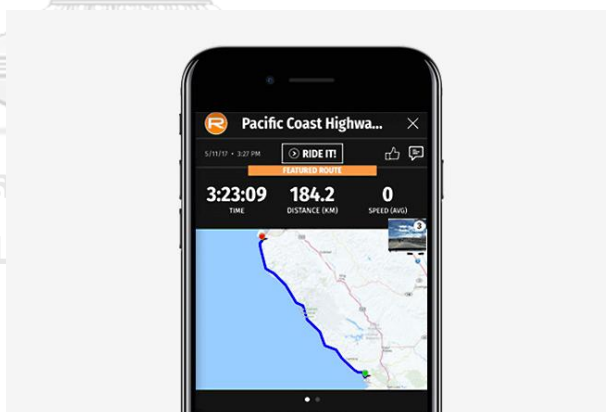 R
Pacific Coast Highwa...
5/11/17 • 3:27 PM
RIDE IT!
FEATURED ROUTE
3:23:09
184.2
0
TIME
DISTANCE (KM)
SPEED (AVG)
3